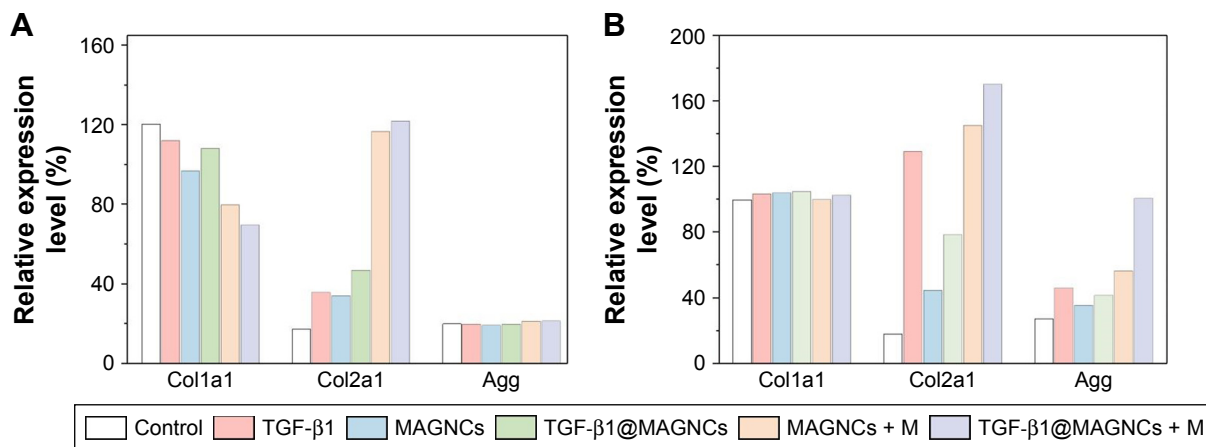 A
Relative expression
level (%)
160
120
80
40
0
Col1a1 Col2a1 Agg
B
Relative expression
level (%)
200
160
120
80
40
0
Col1a1 Col2a1 Agg
Control TGF-β1 MAGNCs TGF-β1@MAGNCs MAGNCs + M TGF-β1@MAGNCs + M